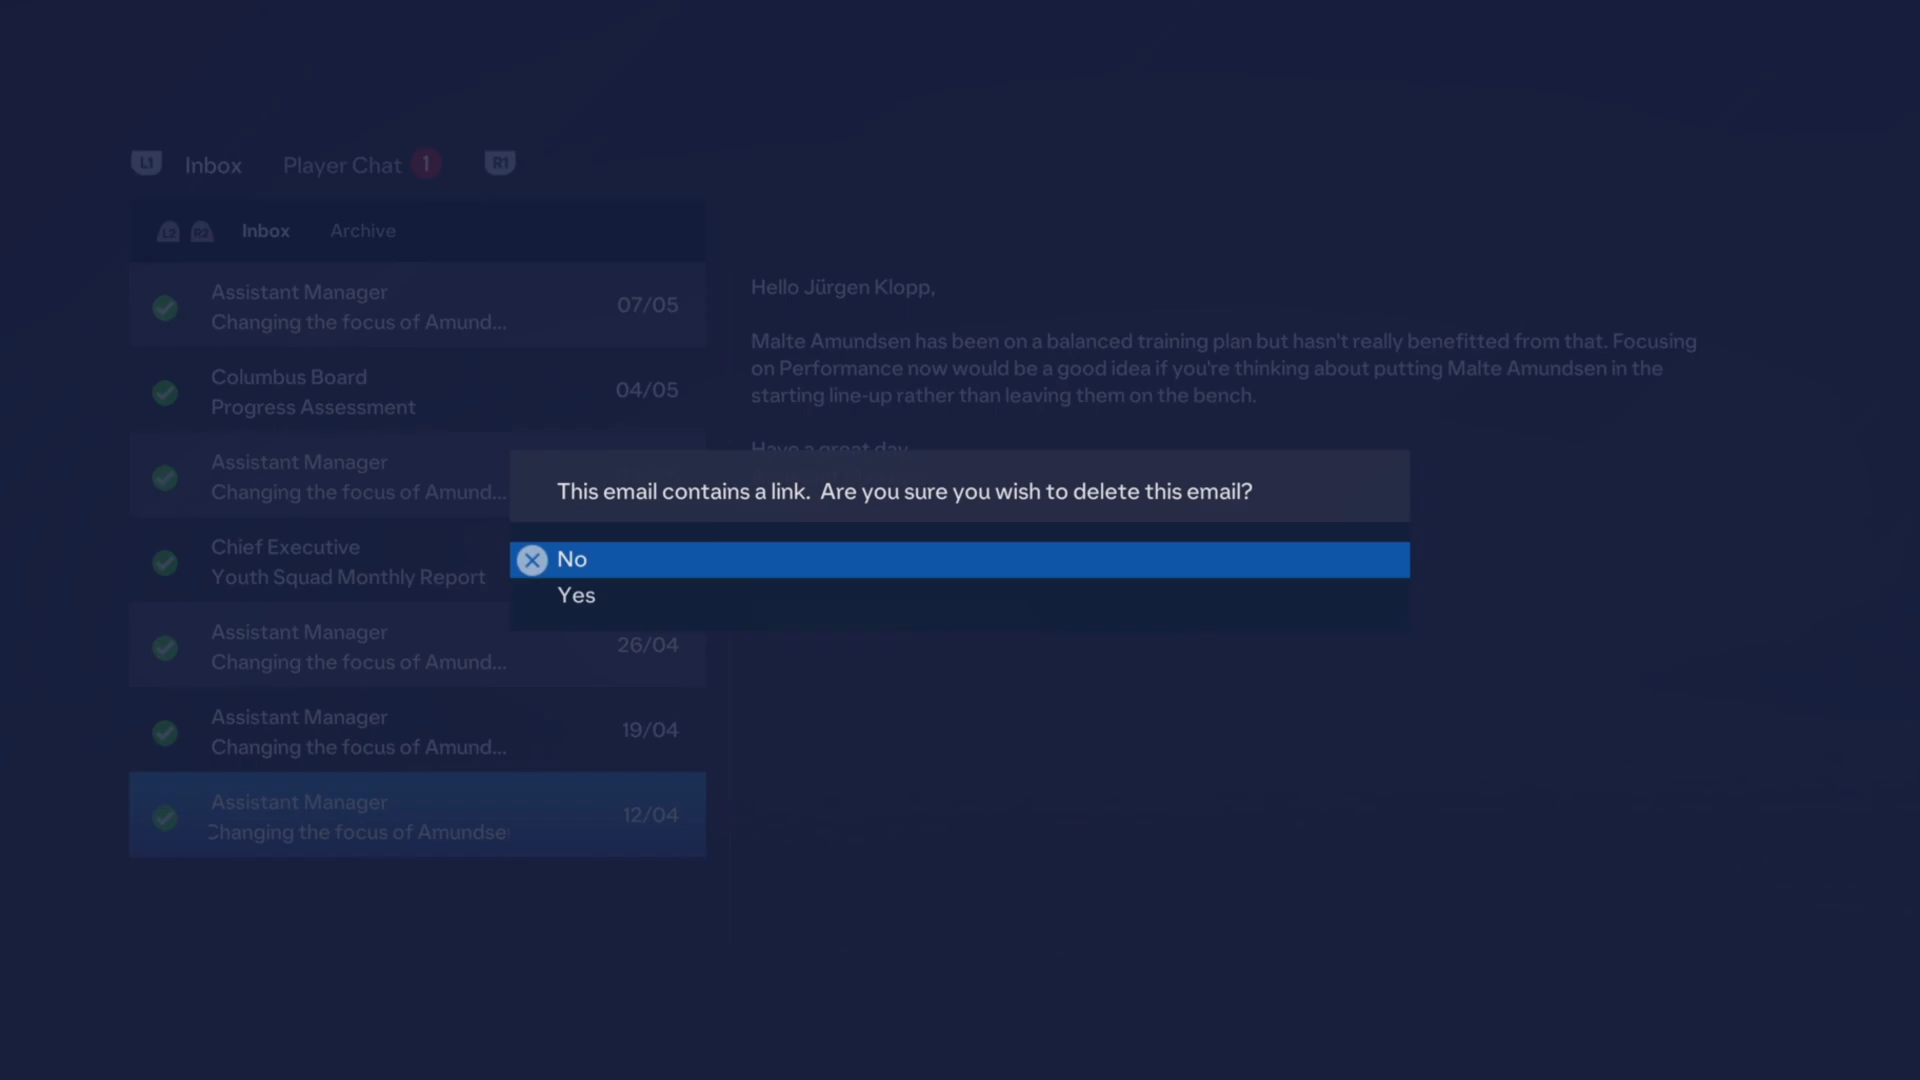 L1 Inbox Player Chat 1 R1
L2 R2 Inbox Archive
Assistant Manager
Changing the focus of Amund...
07/05
Columbus Board
Progress Assessment
04/05
Assistant Manager
Changing the focus of Amund...
Chief Executive
Youth Squad Monthly Report
Assistant Manager
Changing the focus of Amund...
26/04
Assistant Manager
Changing the focus of Amund...
19/04
Assistant Manager
Changing the focus of Amundse
12/04
Hello Jürgen Klopp,
Malte Amundsen has been on a balanced training plan but hasn't really benefitted from that. Focusing
on Performance now would be a good idea if you're thinking about putting Malte Amundsen in the
starting line-up rather than leaving them on the bench.
Have a great day
This email contains a link. Are you sure you wish to delete this email?
No
Yes